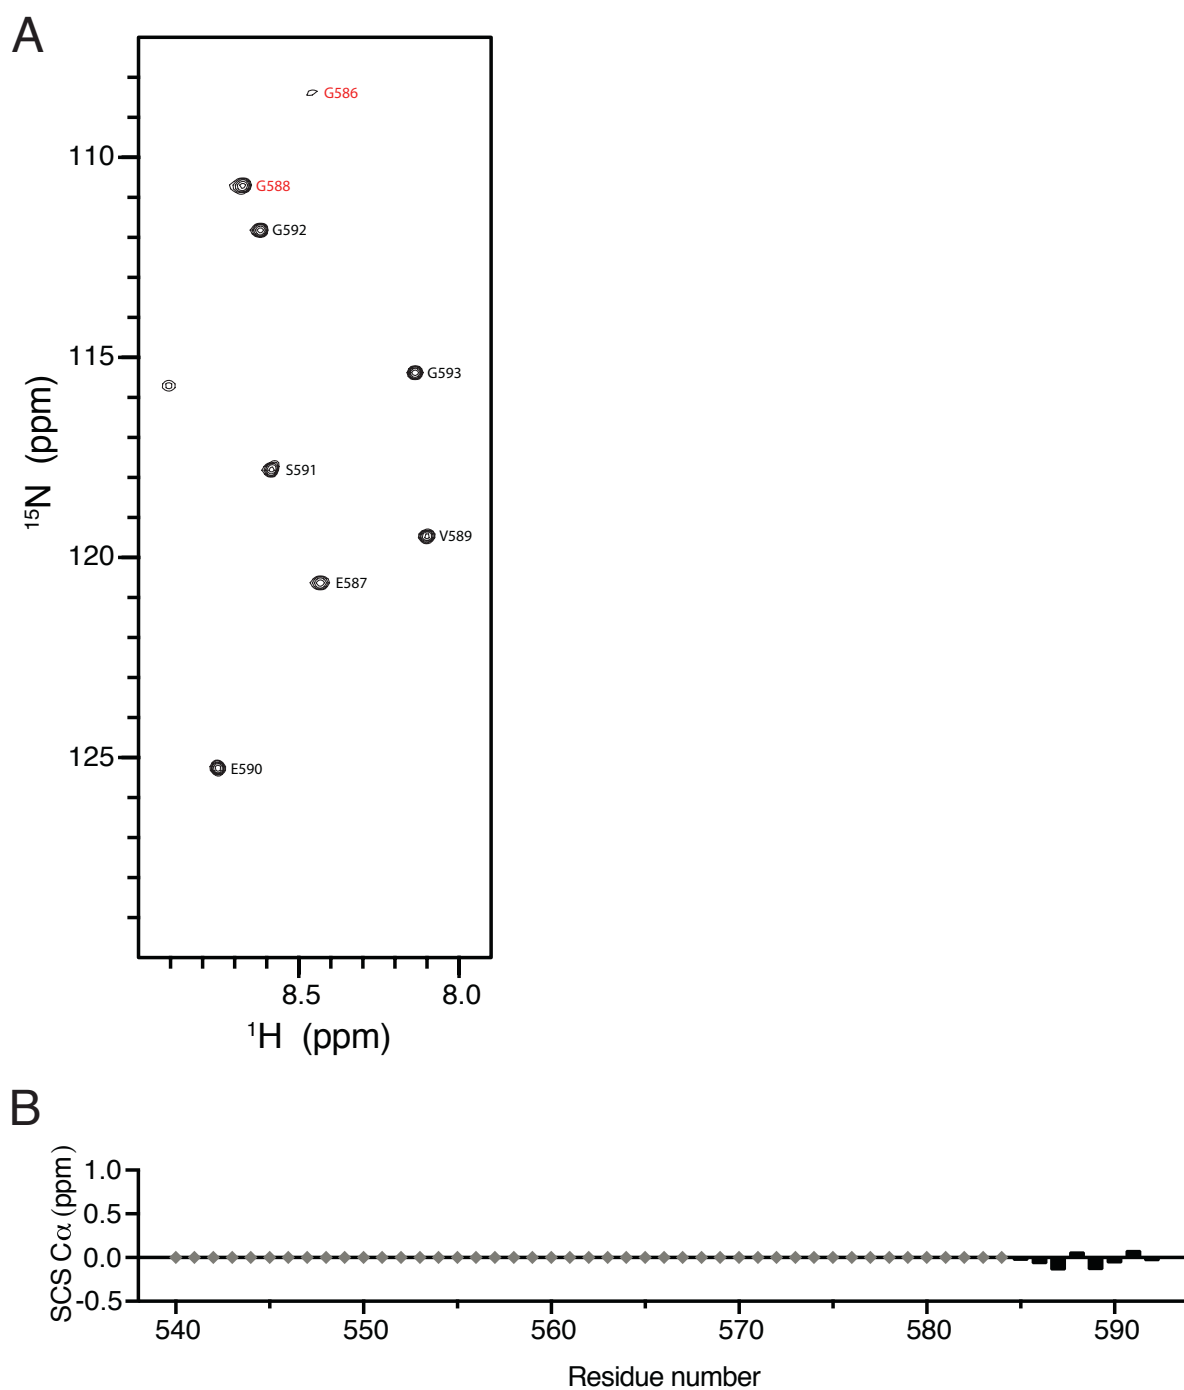 A
G586
110
G588
G592
115
G593
S591
V589
120
E587
125
E590
15N (ppm)
8.5 8.0
1H (ppm)
B
SCS Cα (ppm)
1.0
0.5
0.0
-0.5
540 550 560 570 580 590
Residue number